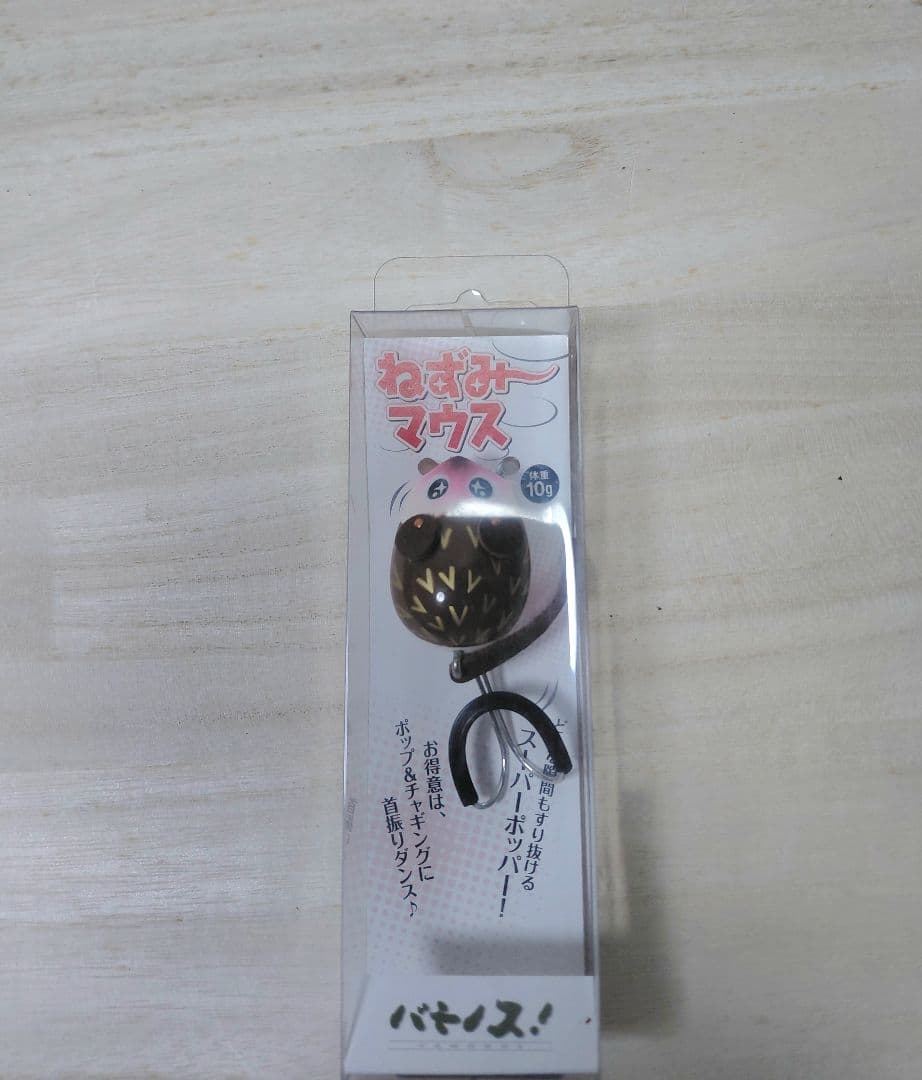 ねずみー
マウス
体重
10g
間もすり抜ける
スーパーポッパー!
お得意は、
ポップ&チャギングに
首振りダンス♪
バキノス!